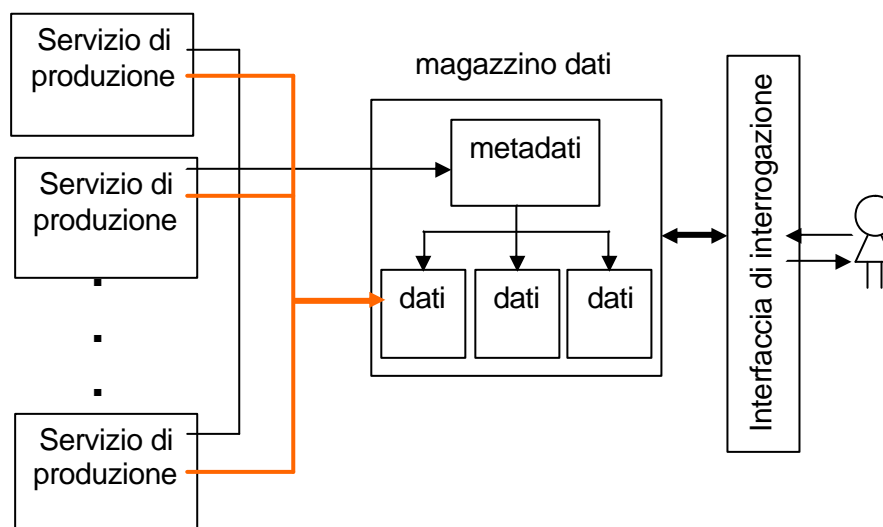 Servizio di
produzione
Servizio di
produzione
Servizio di
produzione
magazzino dati
metadati
dati
dati
dati
Interfaccia di interrogazione